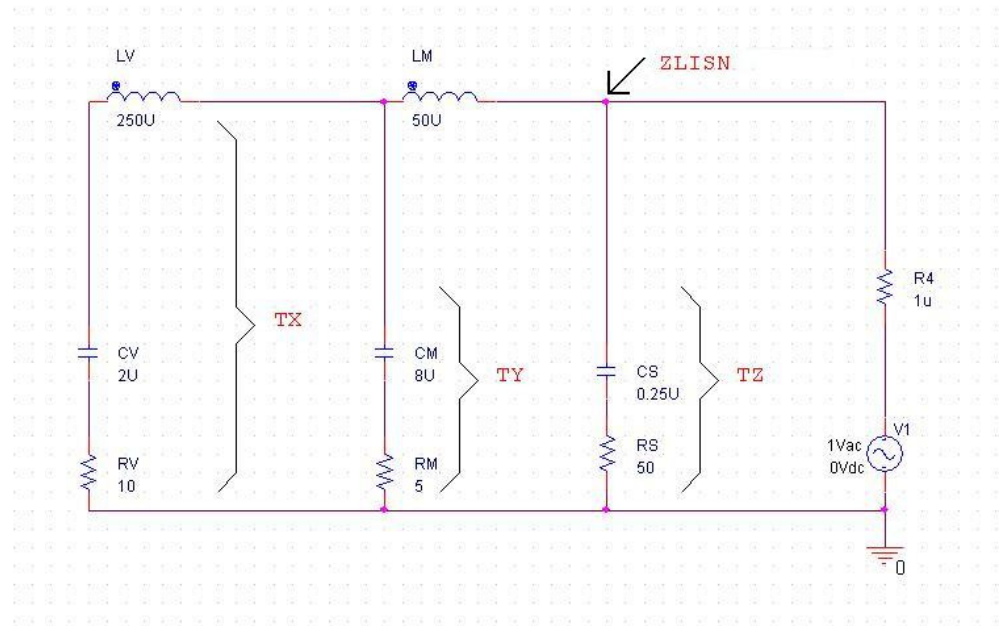 LV
250U
LM
50U
ZLISN
R4
1u
TX
CV
2U
CM
8U
TY
CS
0.25U
TZ
V1
1Vac
0Vdc
RV
10
RM
5
RS
50
0